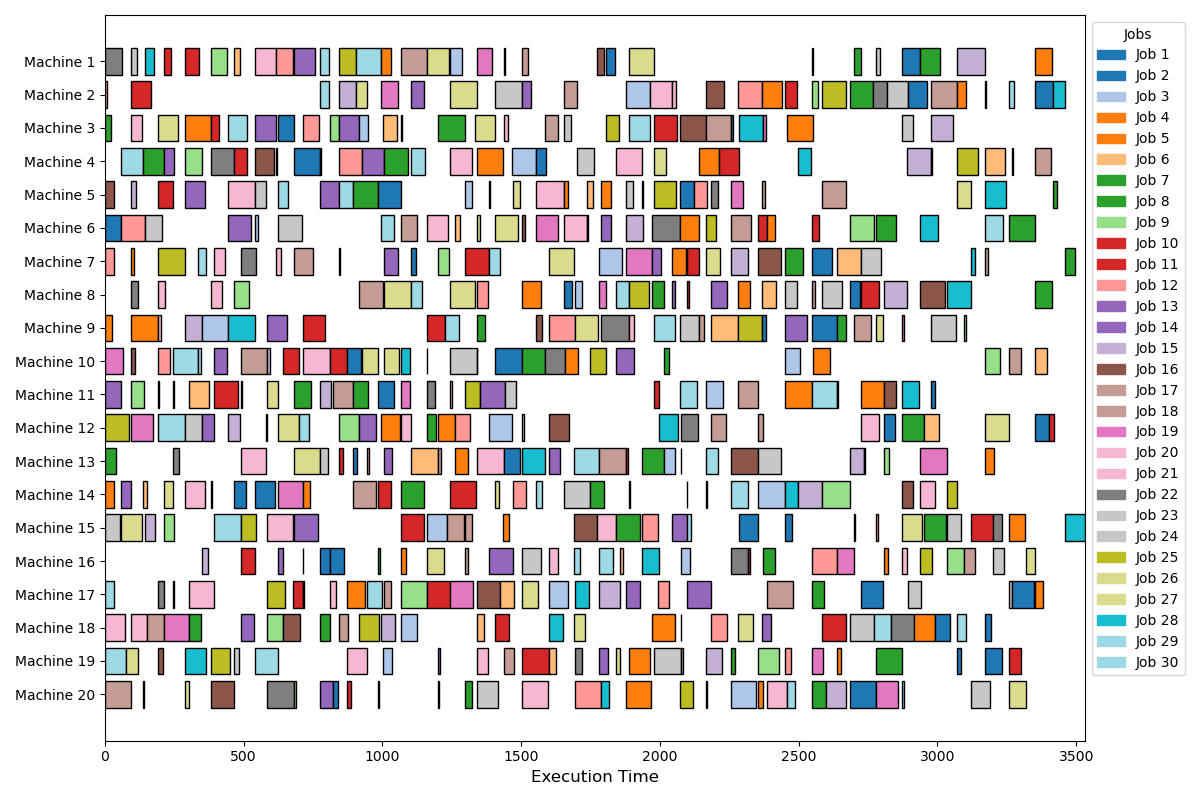 Machine 1
Machine 2
Machine 3
Machine 4
Machine 5
Machine 6
Machine 7
Machine 8
Machine 9
Machine 10
Machine 11
Machine 12
Machine 13
Machine 14
Machine 15
Machine 16
Machine 17
Machine 18
Machine 19
Machine 20
0 500 1000 1500 2000 2500 3000 3500
Execution Time
Jobs
Job 1
Job 2
Job 3
Job 4
Job 5
Job 6
Job 7
Job 8
Job 9
Job 10
Job 11
Job 12
Job 13
Job 14
Job 15
Job 16
Job 17
Job 18
Job 19
Job 20
Job 21
Job 22
Job 23
Job 24
Job 25
Job 26
Job 27
Job 28
Job 29
Job 30